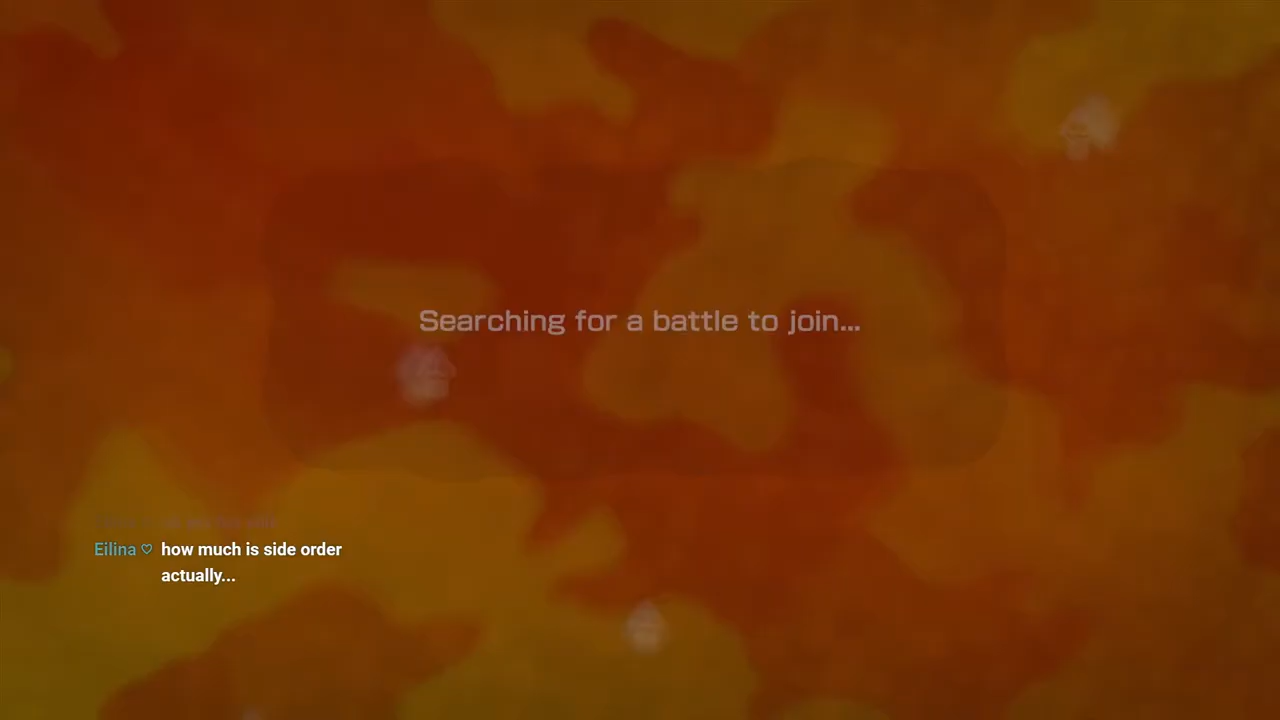 Searching for a battle to join...
Eilina ♡ how much is side order
actually...